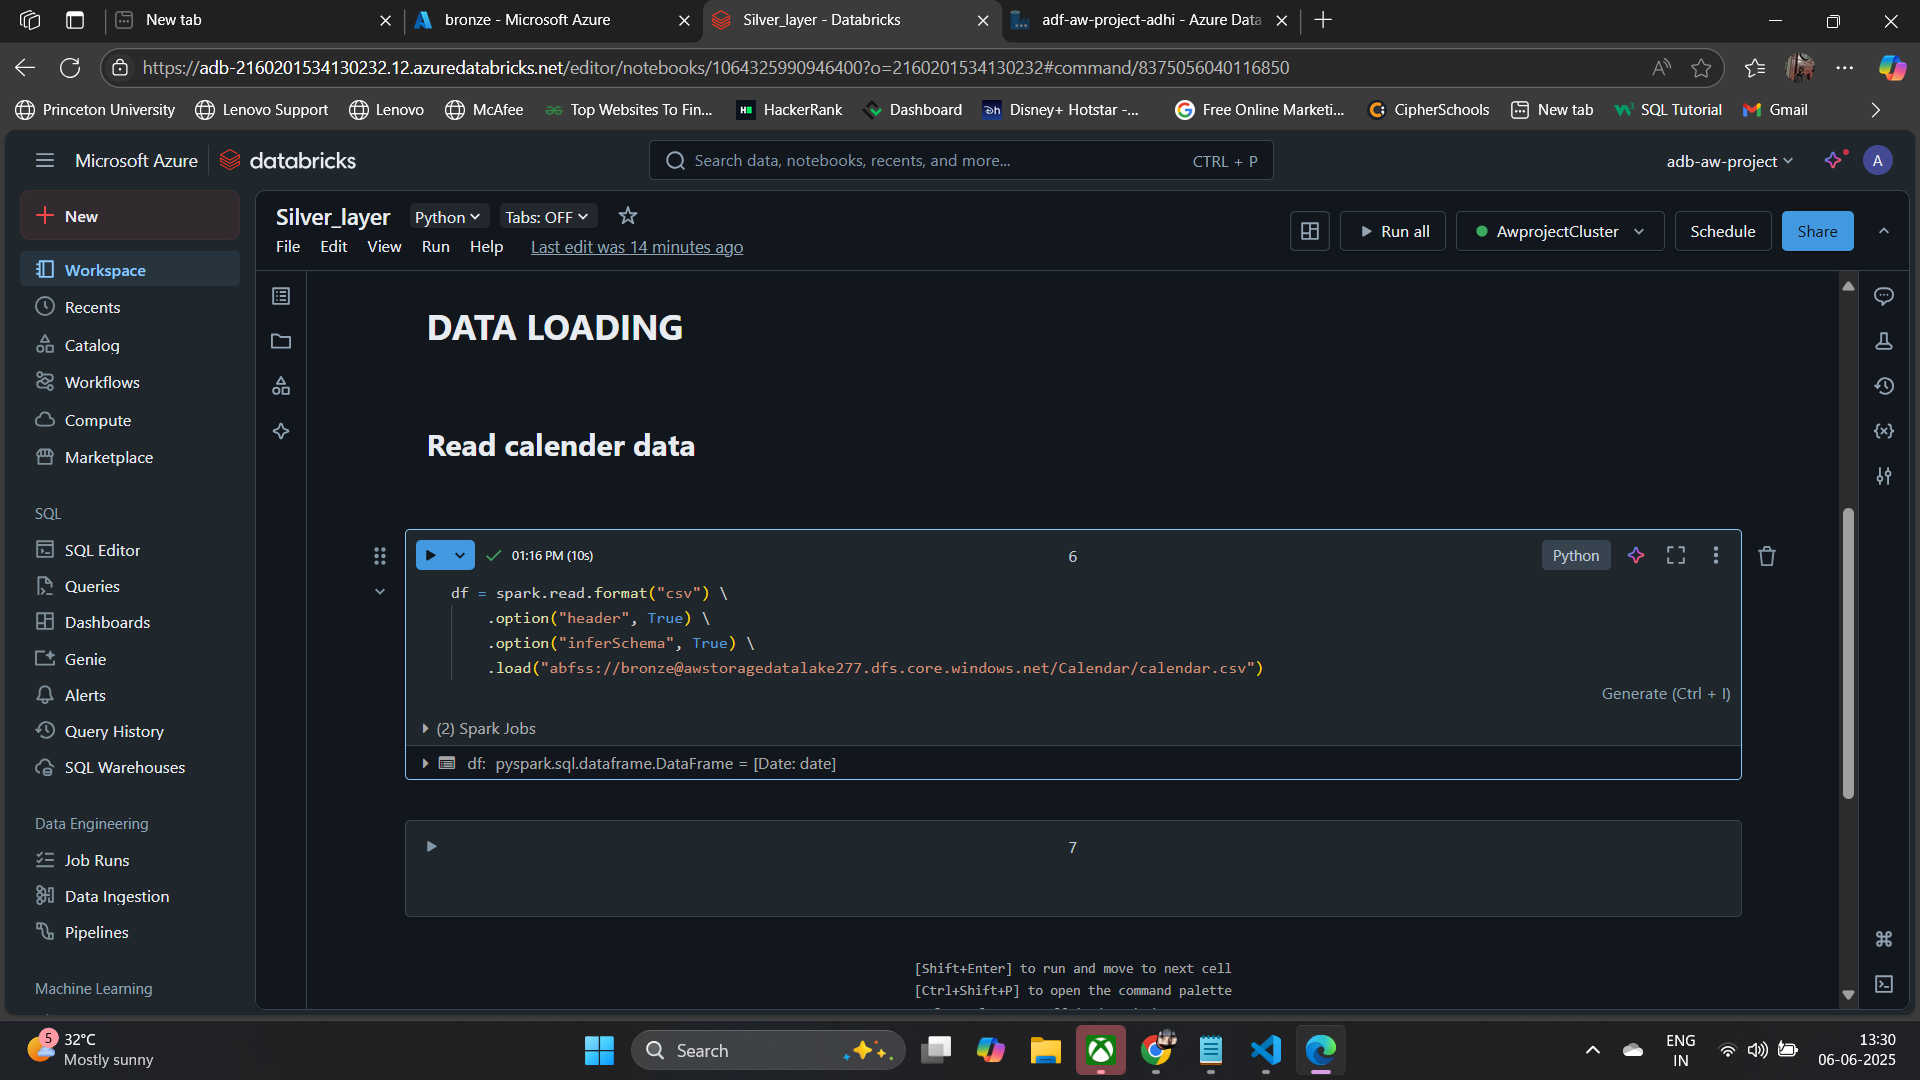 New tab
bronze - Microsoft Azure
Silver_layer - Databricks
adf-aw-project-adhi - Azure Data
https://adb-2160201534130232.12.azuredatabricks.net/editor/notebooks/1064325990946400?o=2160201534130232#command/8375056040116850
Princeton University
Lenovo Support
Lenovo
McAfee
Top Websites To Fin...
HackerRank
Dashboard
Disney+ Hotstar -...
Free Online Marketi...
CipherSchools
New tab
SQL Tutorial
Gmail
Microsoft Azure
databricks
Search data, notebooks, recents, and more...
CTRL + P
adb-aw-project
A
New
Workspace
Recents
Catalog
Workflows
Compute
Marketplace
SQL
SQL Editor
Queries
Dashboards
Genie
Alerts
Query History
SQL Warehouses
Data Engineering
Job Runs
Data Ingestion
Pipelines
Machine Learning
Silver_layer
Python
Tabs: OFF
File Edit View Run Help
Last edit was 14 minutes ago
Run all
AwprojectCluster
Schedule
Share
DATA LOADING
Read calender data
01:16 PM (10s)
6
Python
df = spark.read.format("csv") \
.option("header", True) \
.option("inferSchema", True) \
.load("abfss://bronze@awstoragedatalake277.dfs.core.windows.net/Calendar/calendar.csv")
Generate (Ctrl + I)
(2) Spark Jobs
df: pyspark.sql.dataframe.DataFrame = [Date: date]
7
[Shift+Enter] to run and move to next cell
[Ctrl+Shift+P] to open the command palette
5
32°C
Mostly sunny
Search
ENG
IN
13:30
06-06-2025